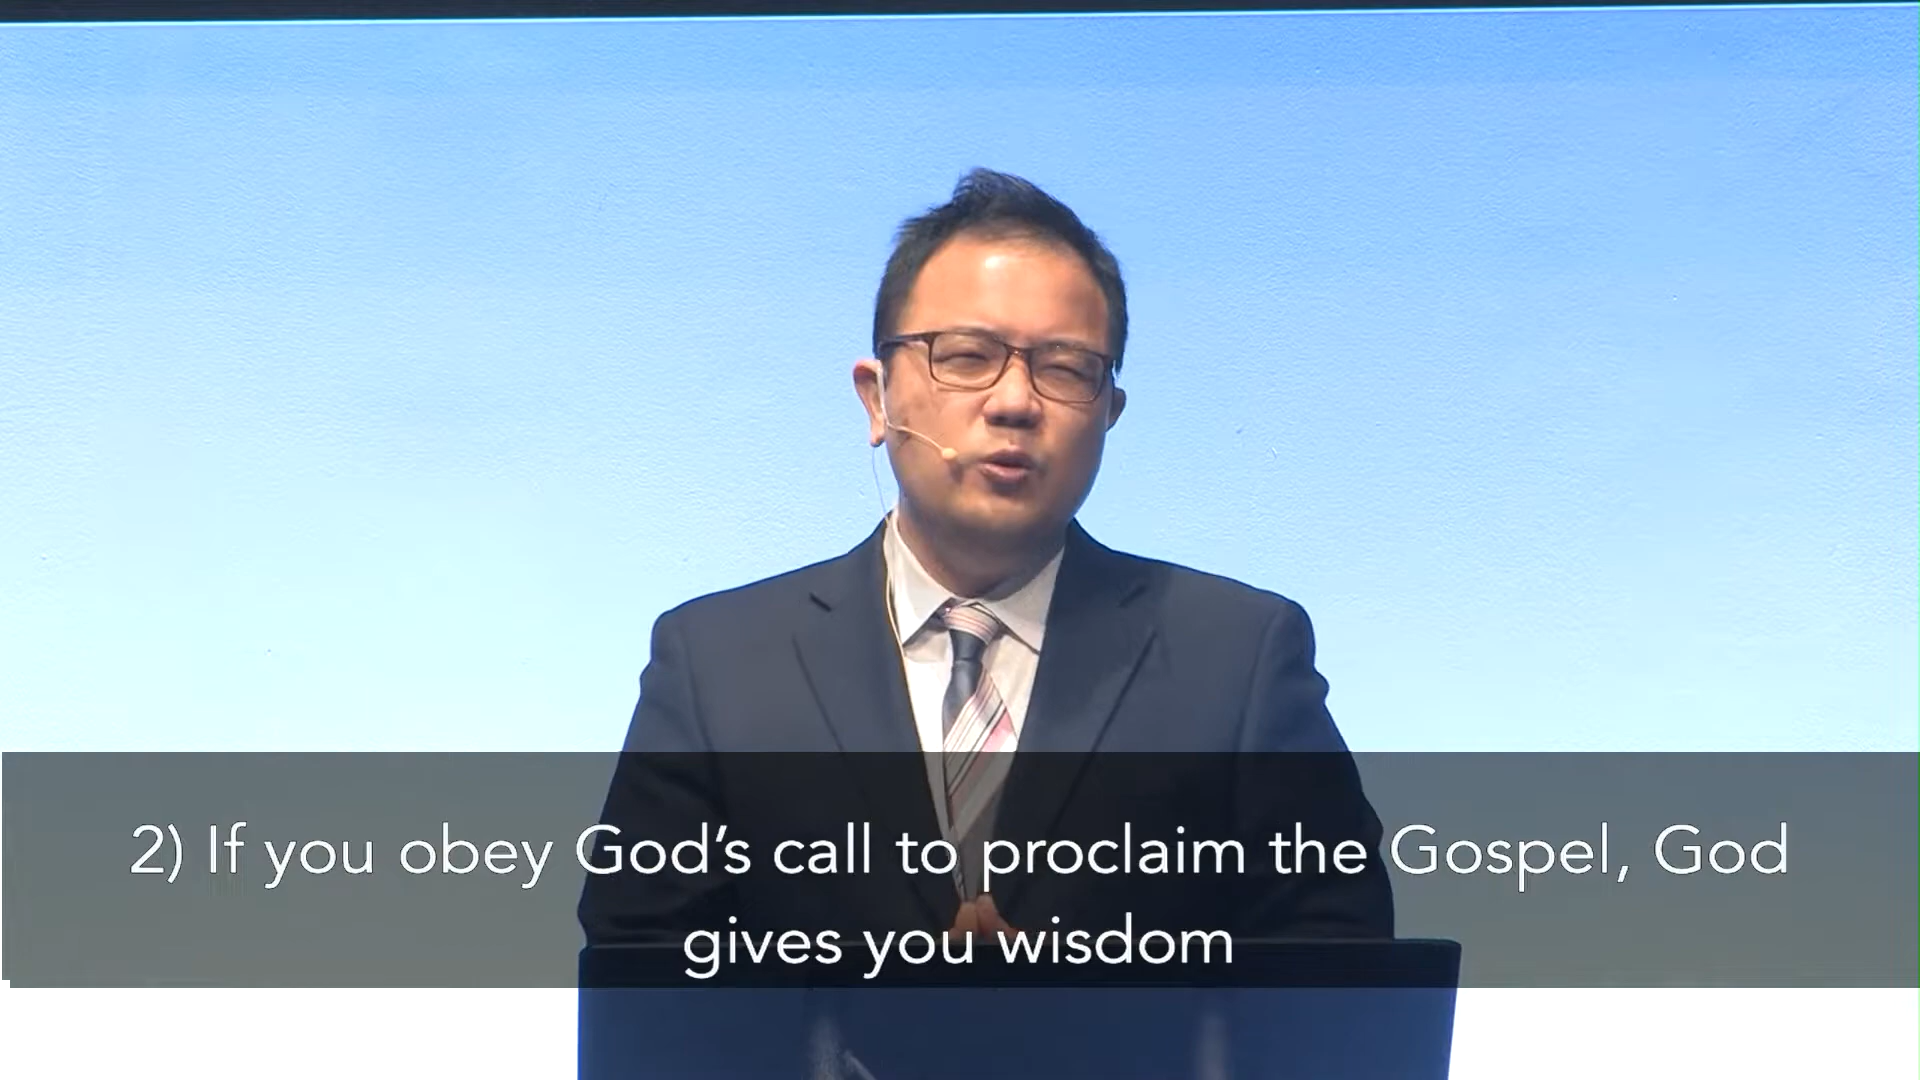 2) If you obey God’s call to proclaim the Gospel, God
gives you wisdom